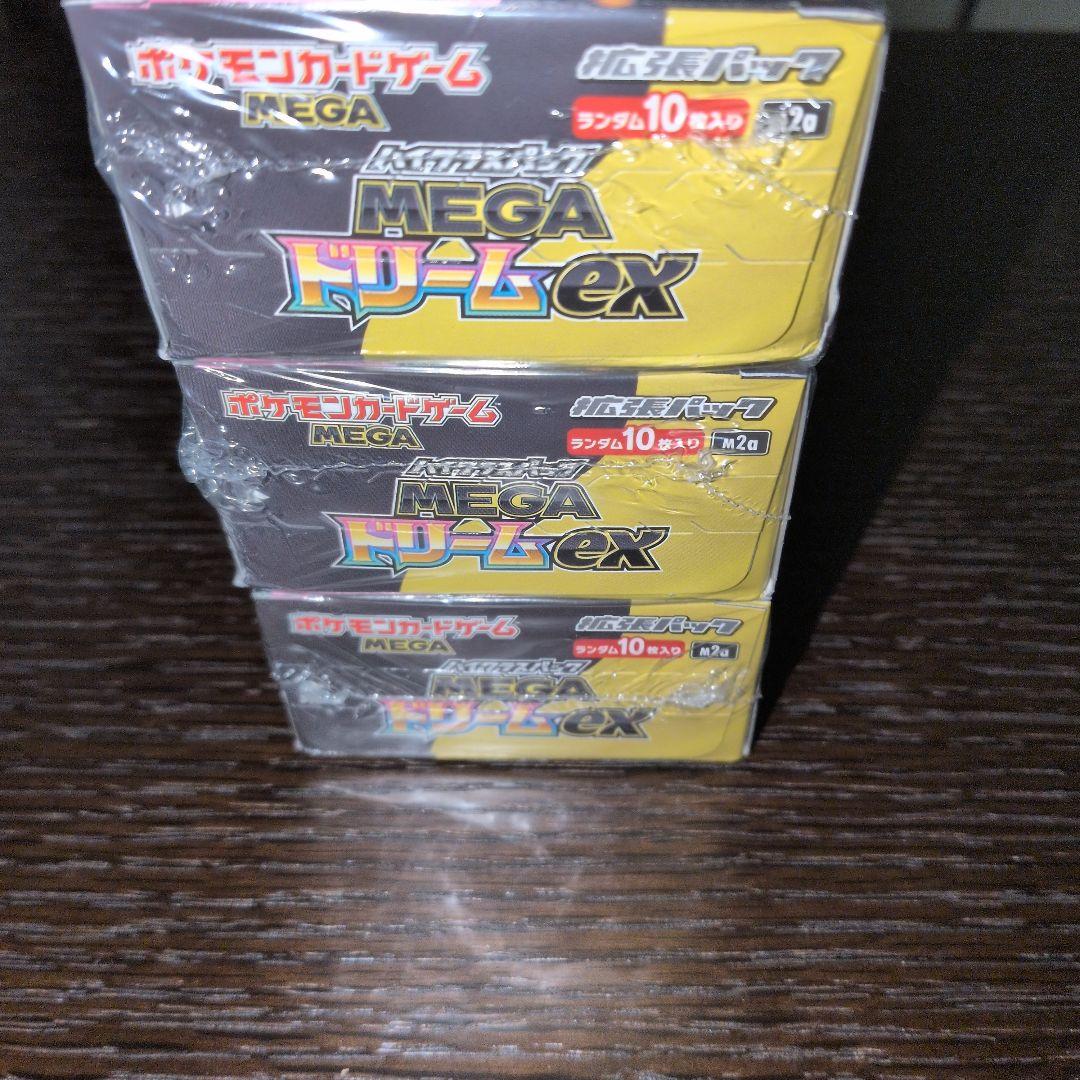 ポケモンカードゲーム
MEGA
拡張パック
ランダム10枚入り M2a
ハイクラスパック
MEGA
ドリームex
ポケモンカードゲーム
MEGA
拡張パック
ランダム10枚入り M2a
ハイクラスパック
MEGA
ドリームex
ポケモンカードゲーム
MEGA
拡張パック
ランダム10枚入り M2a
ハイクラスパック
MEGA
ドリームex